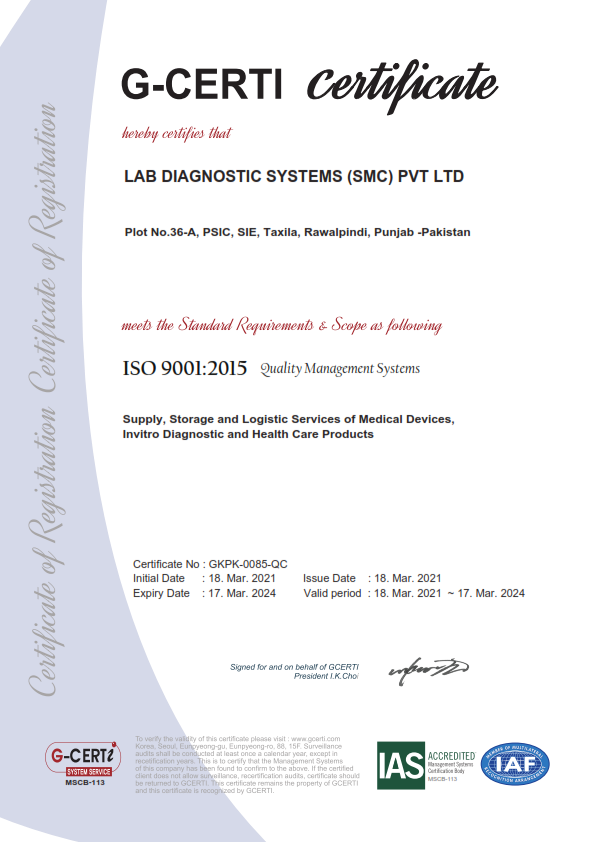 G-CERTI Certificate
hereby certifies that
LAB DIAGNOSTIC SYSTEMS (SMC) PVT LTD
Plot No.36-A, PSIC, SIE, Taxila, Rawalpindi, Punjab -Pakistan
meets the Standard Requirements & Scope as following
ISO 9001:2015 Quality Management Systems
Supply, Storage and Logistic Services of Medical Devices,
Invitro Diagnostic and Health Care Products
Certificate No : GKPK-0085-QC
Initial Date : 18. Mar. 2021 Issue Date : 18. Mar. 2021
Expiry Date : 17. Mar. 2024 Valid period : 18. Mar. 2021 ~ 17. Mar. 2024
Signed for and on behalf of GCERTI
President I.K.Choi
Certificate of Registration Certificate of Registration
G-CERTi
SYSTEM SERVICE
MSCB-113
To verify the validity of this certificate please visit : www.gcerti.com
Korea, Seoul, Eunpyeong-gu, Eunpyeong-ro, 88, 15F. Surveillance
audits shall be conducted at least once a calendar year, except in
recertification years. This is to certify that the Management Systems
of this company has been found to confirm to the above. If the certified
client does not allow surveillance, recertification audits, certificate should
be returned to GCERTI. This certificate remains the property of GCERTI
and this certificate is recognized by GCERTI.
IAS ACCREDITED
Management Systems
Certification Body
MSCB-113
MEMBER OF MULTILATERAL
IAF
RECOGNITION ARRANGEMENT